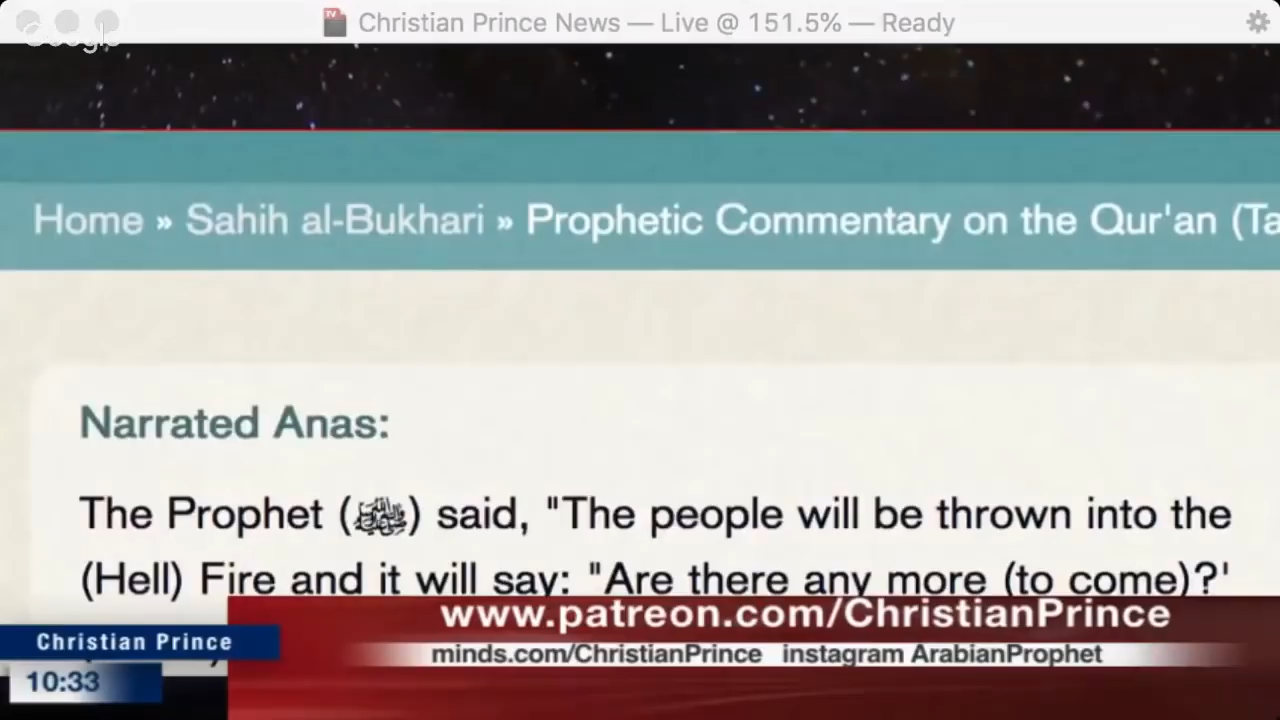 Christian Prince News — Live @ 151.5% — Ready
Google
Home » Sahih al-Bukhari » Prophetic Commentary on the Qur'an (Ta
Narrated Anas:
The Prophet (ﷺ) said, "The people will be thrown into the
(Hell) Fire and it will say: "Are there any more (to come)?'
www.patreon.com/ChristianPrince
Christian Prince
minds.com/ChristianPrince instagram ArabianProphet
10:33